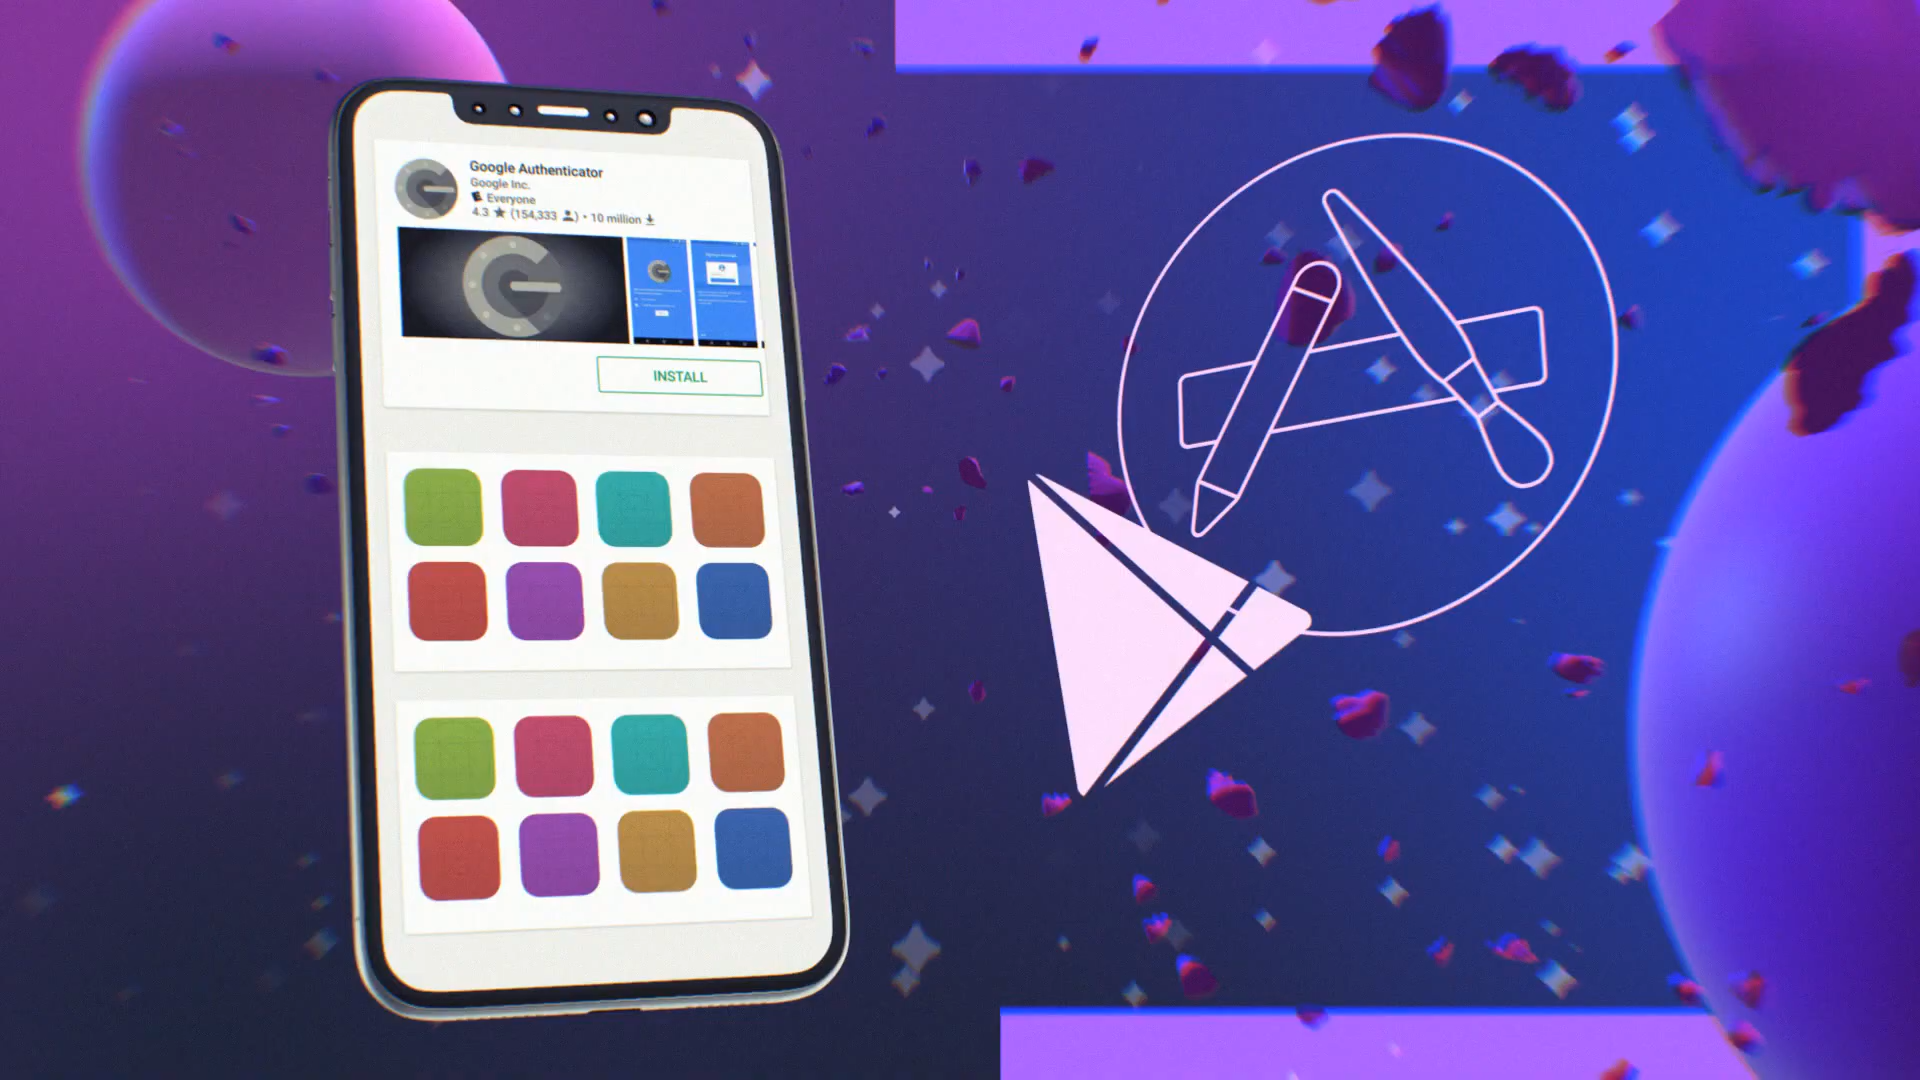 Google Authenticator
Google Inc.
Everyone
4.3 ★ (154,333 ) • 10 million
INSTALL